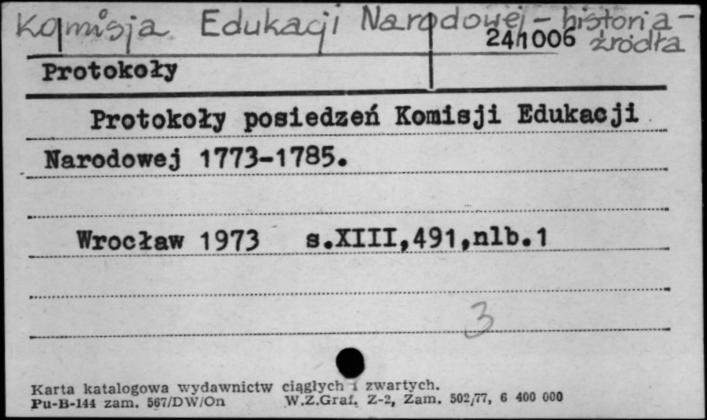 Komisja Edukacji Narodowej - historia -
24/1006 źródła
Protokoły
Protokoły posiedzeń Komisji Edukacji
Narodowej 1773-1785.
Wrocław 1973 s.XIII,491,nlb.1
3
Karta katalogowa wydawnictw ciągłych i zwartych.
Pu-B-144 zam. 567/DW/On W.Z.Graf. Z-2, Zam. 502/77, 6 400 000